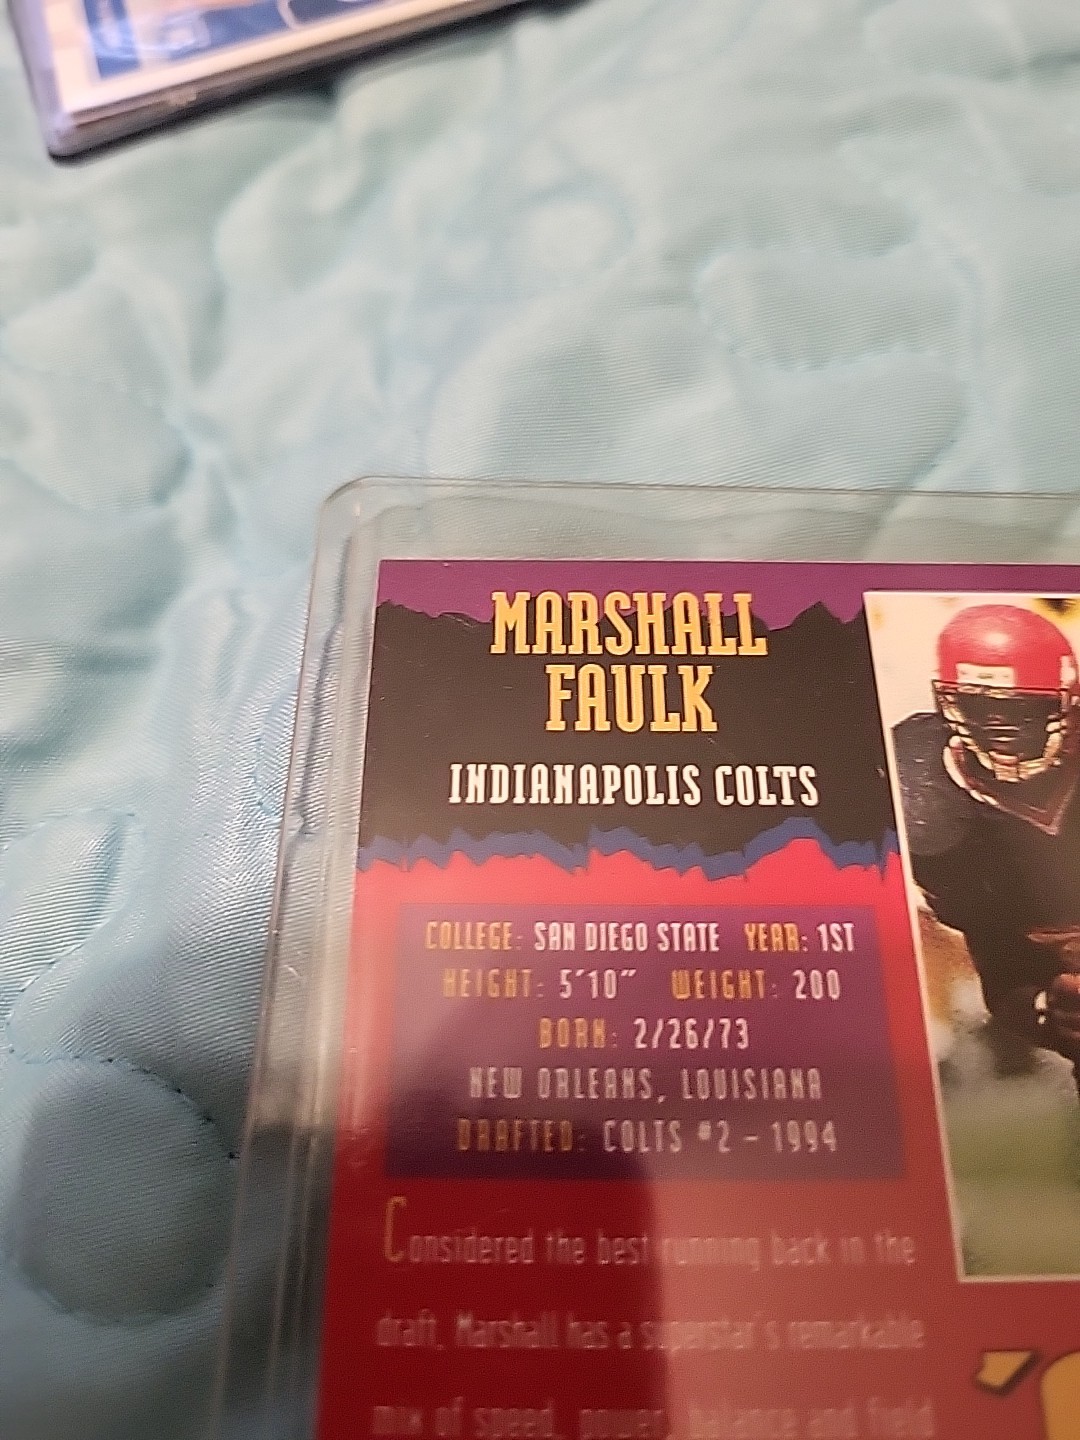 MARSHALL
FAULK
INDIANAPOLIS COLTS
COLLEGE: SAN DIEGO STATE YEAR: 1ST
HEIGHT: 5'10" WEIGHT: 200
BORN: 2/26/73
NEW ORLEANS, LOUISIANA
DRAFTED: COLTS #2 - 1994
Considered the best running back in the
draft, Marshall has a superstar's remarkable
mix of speed, power, balance and field